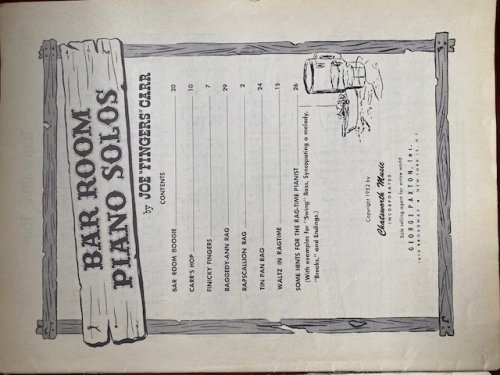 BAR ROOM
PIANO SOLOS
by JOE "FINGERS" CARR
CONTENTS
BAR ROOM BOOGIE 20
CARR'S HOP 10
FINICKY FINGERS 7
RAGGEDY-ANN RAG 29
RAPSCALLION RAG 2
TIN PAN RAG 24
WALTZ IN RAGTIME 15
SOME HINTS FOR THE RAG-TIME PIANIST 26
(With examples for "Swing" Bass, Syncopating a melody,
"Breaks," and Endings.)
Copyright 1952 by
Chatsworth Music
INCORPORATED
Sole selling agent for entire world
GEORGE PAXTON, Inc.
1619 BROADWAY • NEW YORK 19, N.Y.